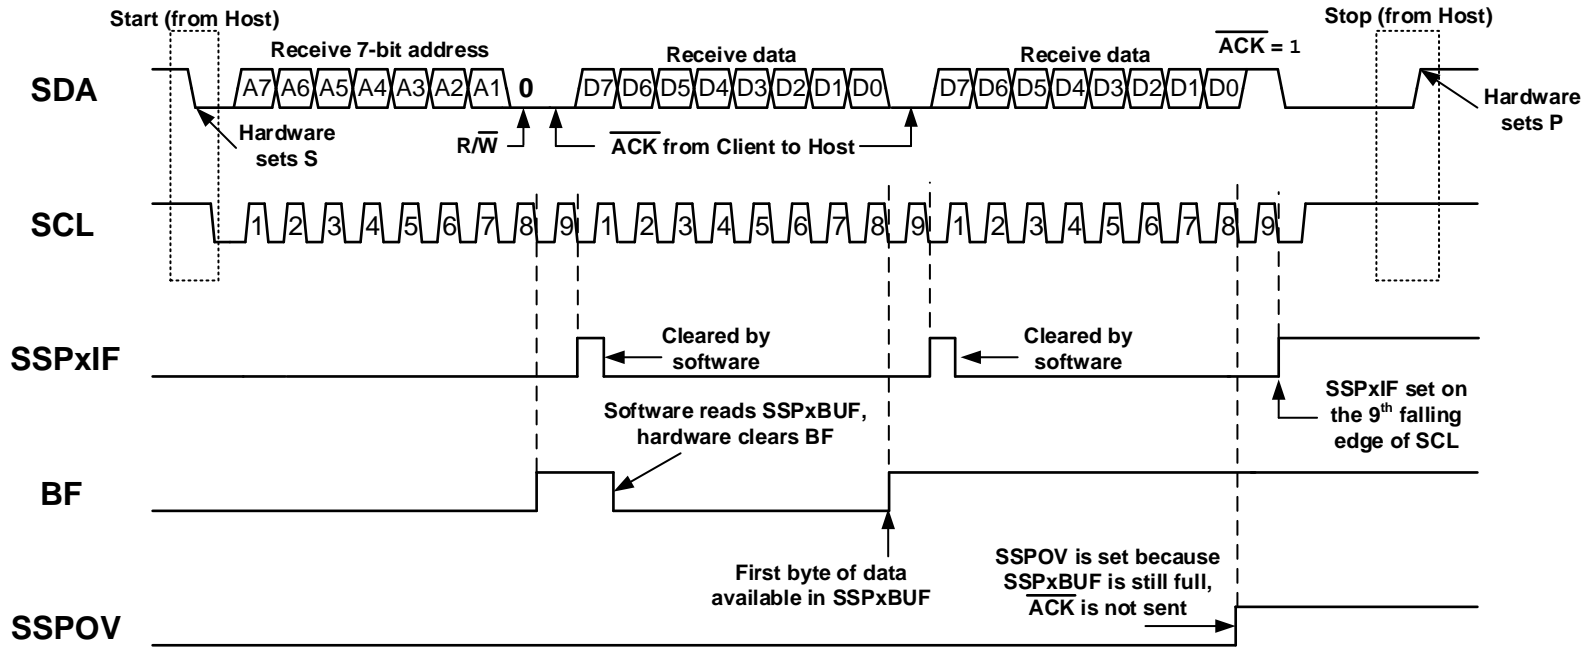 Start (from Host)
Stop (from Host)
Receive 7-bit address
Receive data
Receive data
ACK = 1
SDA
A7 A6 A5 A4 A3 A2 A1 0 D7 D6 D5 D4 D3 D2 D1 D0 D7 D6 D5 D4 D3 D2 D1 D0
Hardware
sets S
R/W
ACK from Client to Host
Hardware
sets P
SCL
1 2 3 4 5 6 7 8 9 1 2 3 4 5 6 7 8 9 1 2 3 4 5 6 7 8 9
SSPxIF
Cleared by
software
Cleared by
software
SSPxIF set on
the 9th falling
edge of SCL
Software reads SSPxBUF,
hardware clears BF
BF
First byte of data
available in SSPxBUF
SSPOV is set because
SSPxBUF is still full,
ACK is not sent
SSPOV